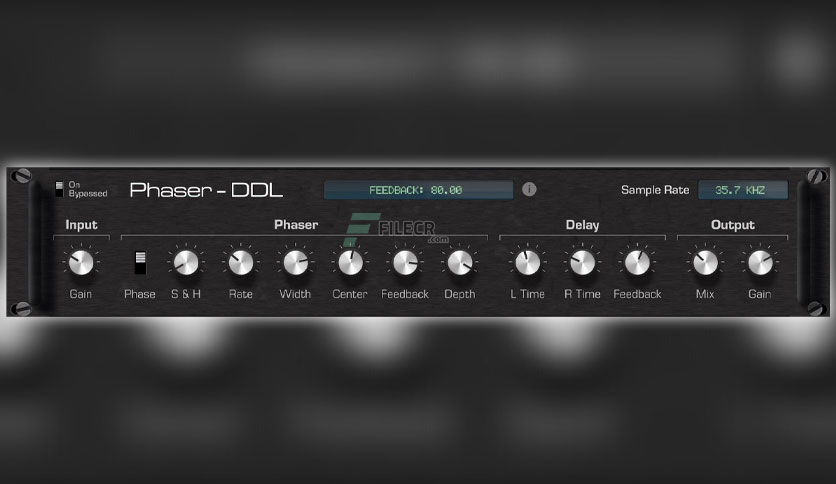 On
Bypassed
Phaser - DDL
FEEDBACK: 80.00
i
Sample Rate
35.7 KHZ
Input
Phaser
Delay
Output
FILECR
.com
Gain
Phase
S & H
Rate
Width
Center
Feedback
Depth
L Time
R Time
Feedback
Mix
Gain